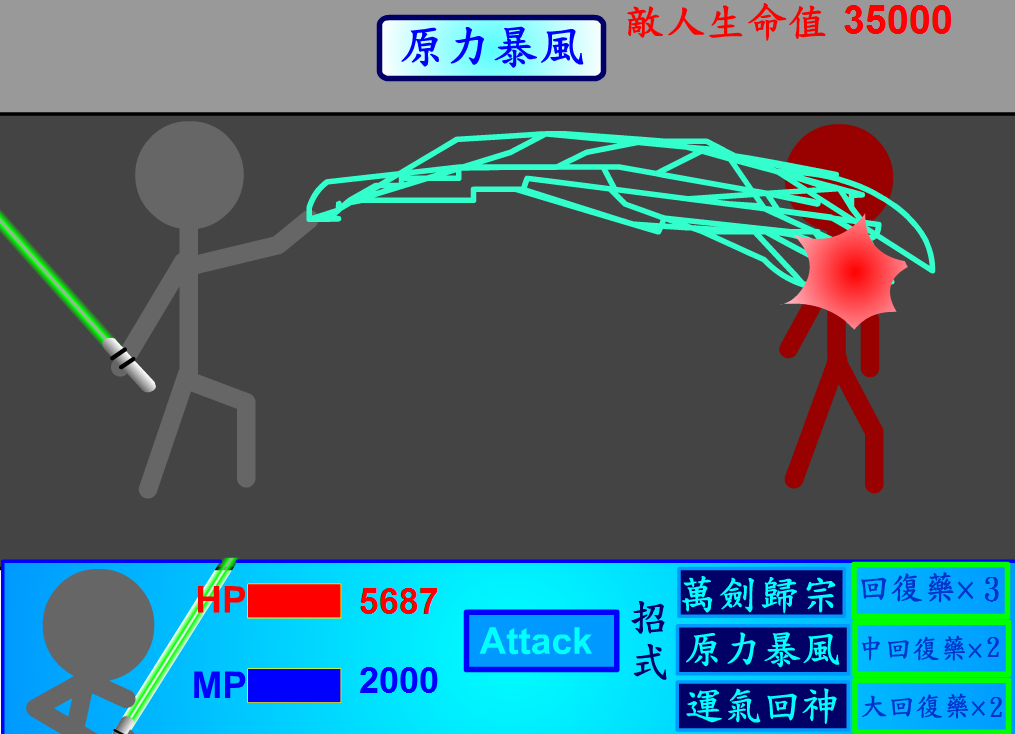 原力暴風
敵人生命值 35000
HP 5687
MP 2000
Attack
招式
萬劍歸宗
原力暴風
運氣回神
回復藥×3
中回復藥×2
大回復藥×2